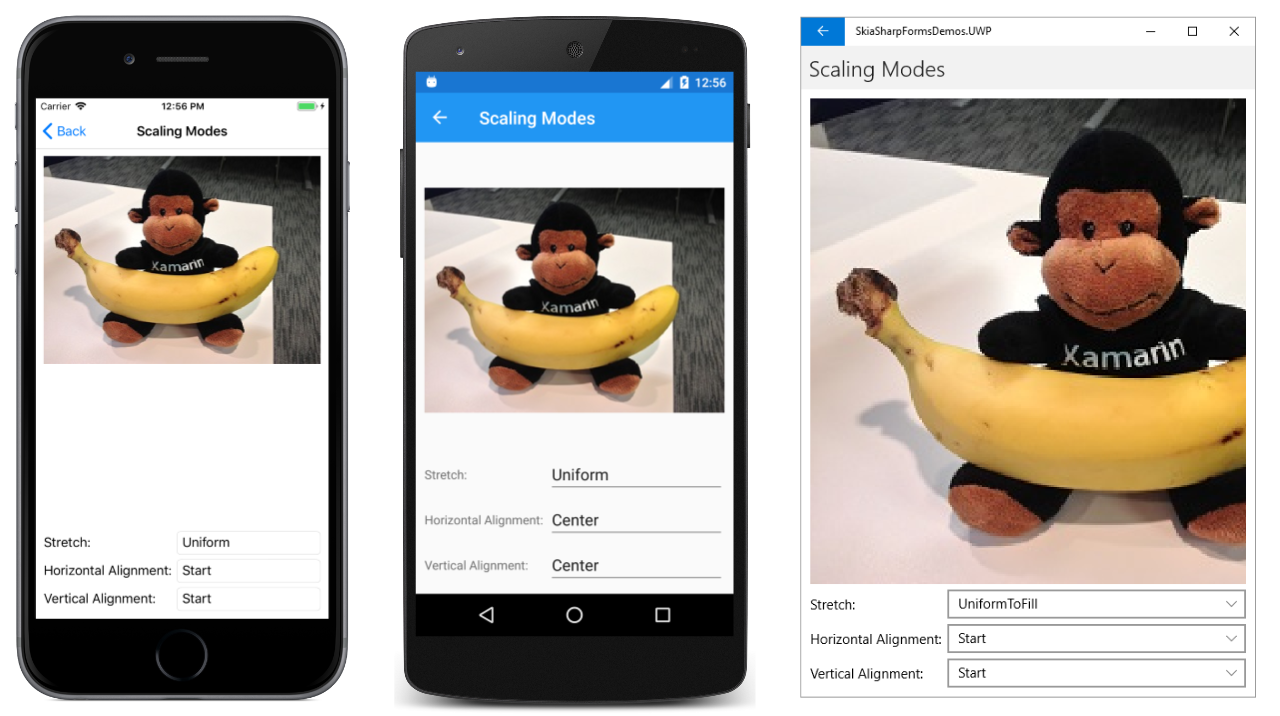 Carrier 12:56 PM
Back Scaling Modes
Xamarin
Stretch: Uniform
Horizontal Alignment: Start
Vertical Alignment: Start
12:56
Scaling Modes
Xamarin
Stretch: Uniform
Horizontal Alignment: Center
Vertical Alignment: Center
SkiaSharpFormsDemos.UWP
Scaling Modes
Xamarin
Stretch: UniformToFill
Horizontal Alignment: Start
Vertical Alignment: Start